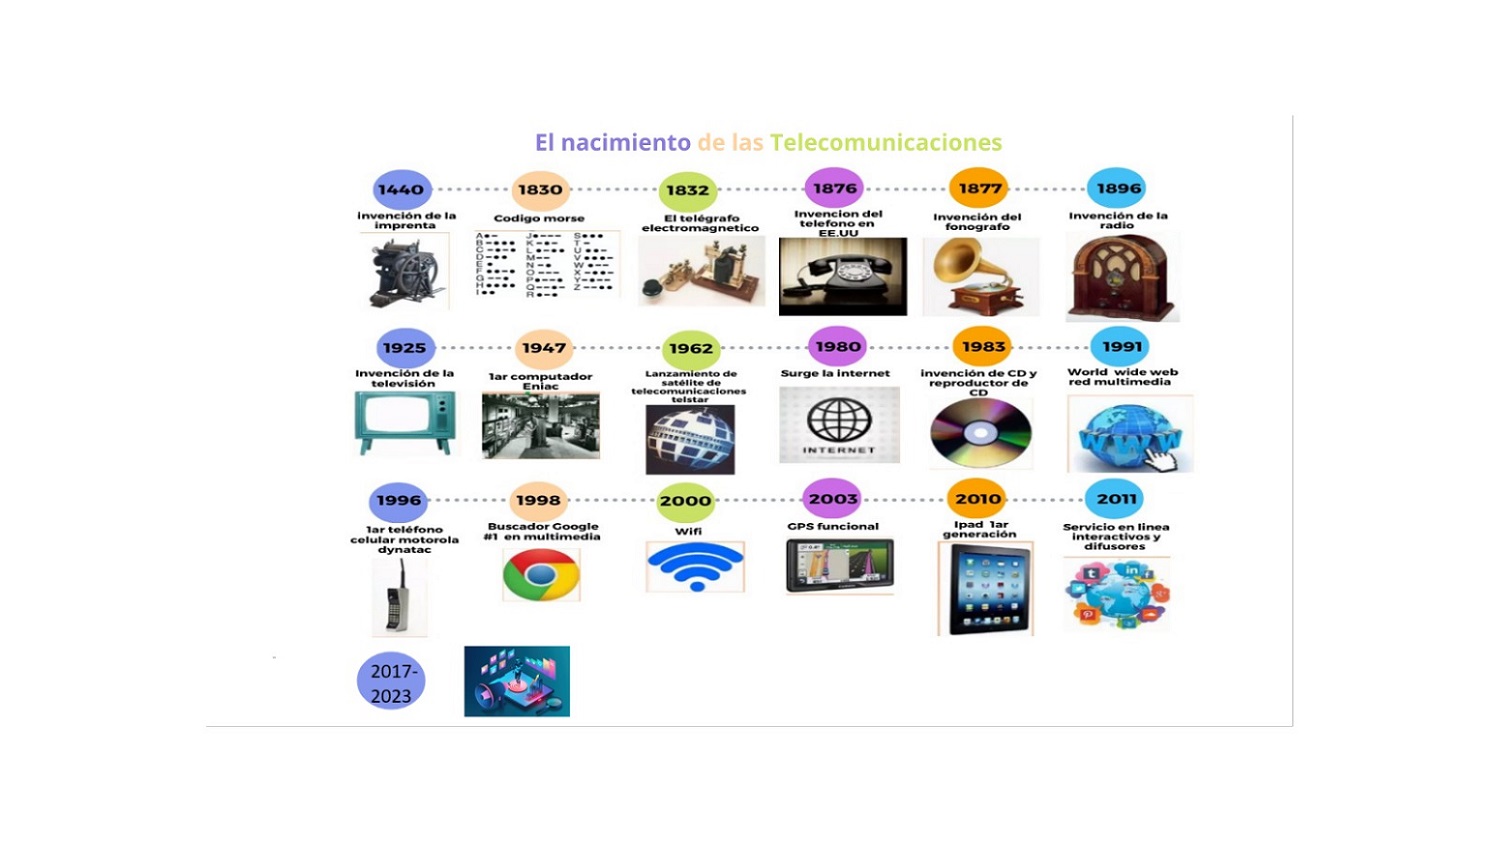 El nacimiento de las Telecomunicaciones
1440
invención de la
imprenta
1830
Codigo morse
A
B
C
D
E
F
G
H
I
J
K
L
M
N
O
P
Q
R
S
T
U
V
W
X
Y
Z
1832
El telégrafo
electromagnetico
1876
Invencion del
telefono en
EE.UU
1877
Invención del
fonografo
1896
Invención de la
radio
1925
Invención de la
televisión
1947
1ar computador
Eniac
1962
Lanzamiento de
satélite de
telecomunicaciones
telstar
1980
Surge la internet
INTERNET
1983
invención de CD y
reproductor de
CD
1991
World wide web
red multimedia
WWW
1996
1ar teléfono
celular motorola
dynatac
1998
Buscador Google
#1 en multimedia
2000
Wifi
2003
GPS funcional
2010
Ipad 1ar
generación
2011
Servicio en linea
interactivos y
difusores
t
in
2017-
2023